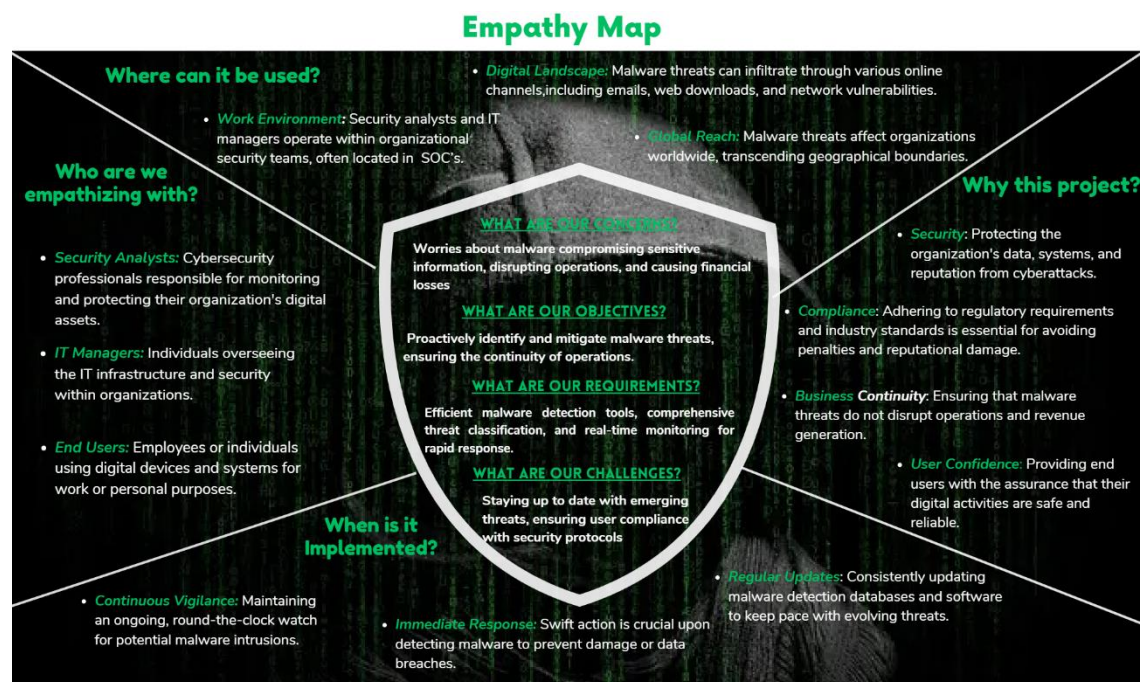 Empathy Map
Where can it be used?
• Digital Landscape: Malware threats can infiltrate through various online
channels,including emails, web downloads, and network vulnerabilities.
• Work Environment: Security analysts and IT
managers operate within organizational
security teams, often located in SOC's.
• Global Reach: Malware threats affect organizations
worldwide, transcending geographical boundaries.
Who are we
empathizing with?
• Security Analysts: Cybersecurity
professionals responsible for monitoring
and protecting their organization's digital
assets.
• IT Managers: Individuals overseeing
the IT infrastructure and security
within organizations.
• End Users: Employees or individuals
using digital devices and systems for
work or personal purposes.
WHAT ARE OUR CONCERNS?
Worries about malware compromising sensitive
information, disrupting operations, and causing financial
losses
WHAT ARE OUR OBJECTIVES?
Proactively identify and mitigate malware threats,
ensuring the continuity of operations.
WHAT ARE OUR REQUIREMENTS?
Efficient malware detection tools, comprehensive
threat classification, and real-time monitoring for
rapid response.
WHAT ARE OUR CHALLENGES?
Staying up to date with emerging
threats, ensuring user compliance
with security protocols
Why this project?
• Security: Protecting the
organization's data, systems, and
reputation from cyberattacks.
• Compliance: Adhering to regulatory requirements
and industry standards is essential for avoiding
penalties and reputational damage.
• Business Continuity: Ensuring that malware
threats do not disrupt operations and revenue
generation.
• User Confidence: Providing end
users with the assurance that their
digital activities are safe and
reliable.
When is it
Implemented?
• Continuous Vigilance: Maintaining
an ongoing, round-the-clock watch
for potential malware intrusions.
• Immediate Response: Swift action is crucial upon
detecting malware to prevent damage or data
breaches.
• Regular Updates: Consistently updating
malware detection databases and software
to keep pace with evolving threats.